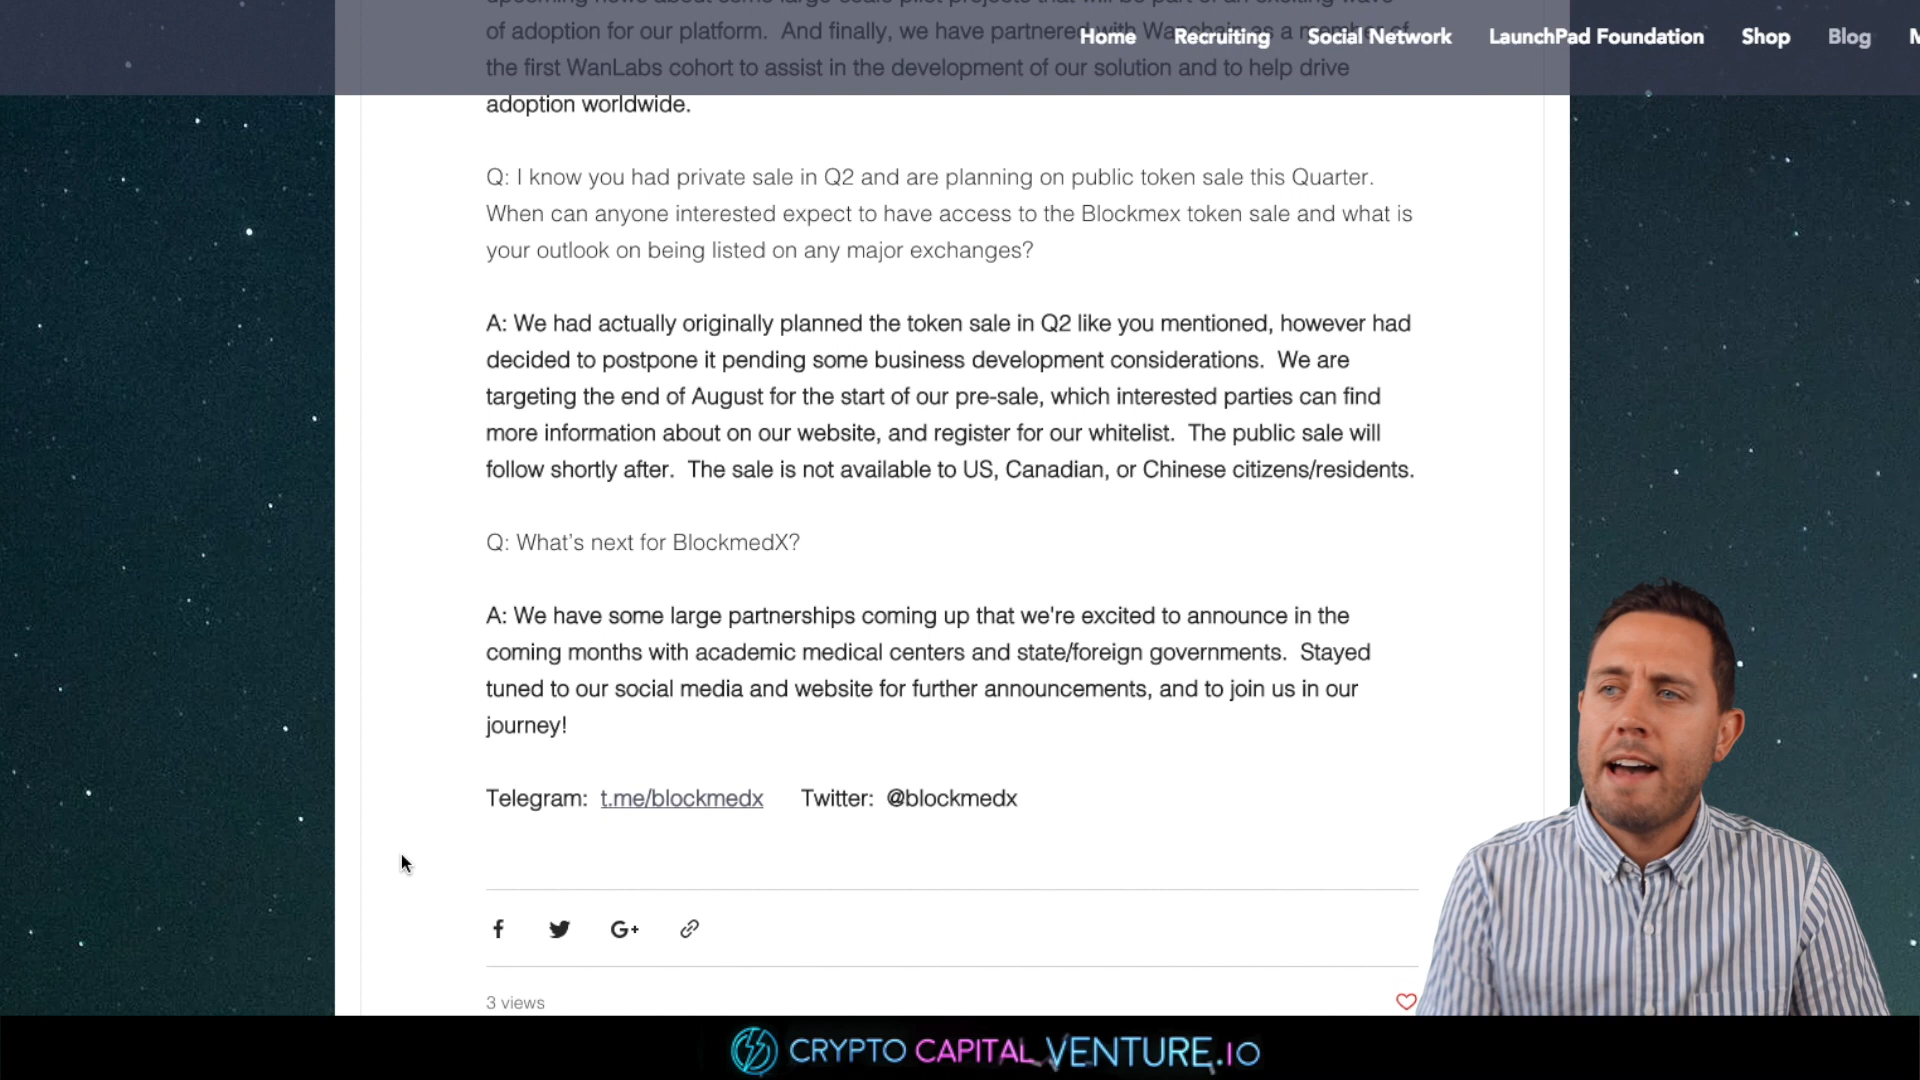 Home Recruiting Social Network LaunchPad Foundation Shop Blog
of adoption for our platform. And finally, we have partnered with Wanchain as a member of
the first WanLabs cohort to assist in the development of our solution and to help drive
adoption worldwide.
Q: I know you had private sale in Q2 and are planning on public token sale this Quarter.
When can anyone interested expect to have access to the Blockmex token sale and what is
your outlook on being listed on any major exchanges?
A: We had actually originally planned the token sale in Q2 like you mentioned, however had
decided to postpone it pending some business development considerations. We are
targeting the end of August for the start of our pre-sale, which interested parties can find
more information about on our website, and register for our whitelist. The public sale will
follow shortly after. The sale is not available to US, Canadian, or Chinese citizens/residents.
Q: What's next for BlockmedX?
A: We have some large partnerships coming up that we're excited to announce in the
coming months with academic medical centers and state/foreign governments. Stayed
tuned to our social media and website for further announcements, and to join us in our
journey!
Telegram: t.me/blockmedx Twitter: @blockmedx
3 views
CRYPTO CAPITAL VENTURE.IO